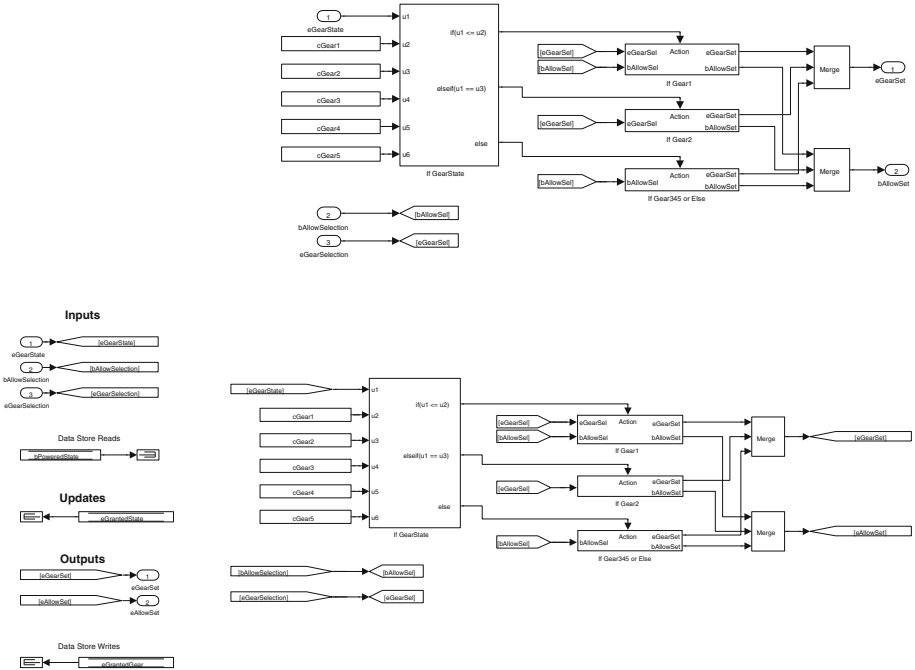 1
eGearState
cGear1
cGear2
cGear3
cGear4
cGear5
u1
u2
u3
u4
u5
u6
if(u1 <= u2)
elseif(u1 == u3)
else
If GearState
[eGearSel]
[bAllowSel]
eGearSel
bAllowSel
Action
eGearSet
bAllowSet
If Gear1
[eGearSel]
eGearSel
Action
eGearSet
bAllowSet
If Gear2
[bAllowSel]
bAllowSel
Action
eGearSet
bAllowSet
If Gear345 or Else
Merge
1
eGearSet
Merge
2
bAllowSet
2
bAllowSelection
[bAllowSel]
3
eGearSelection
[eGearSel]
Inputs
1
[eGearState]
eGearState
2
[bAllowSelection]
bAllowSelection
3
[eGearSelection]
eGearSelection
Data Store Reads
bPoweredState
Updates
eGrantedState
Outputs
[eGearSet]
1
eGearSet
[eAllowSet]
2
eAllowSet
Data Store Writes
eGrantedGear
[eGearState]
cGear1
cGear2
cGear3
cGear4
cGear5
u1
u2
u3
u4
u5
u6
if(u1 <= u2)
elseif(u1 == u3)
else
If GearState
[eGearSel]
[bAllowSel]
eGearSel
bAllowSel
Action
eGearSet
bAllowSet
If Gear1
[eGearSel]
Action
eGearSet
bAllowSet
If Gear2
[bAllowSel]
bAllowSel
Action
eGearSet
bAllowSet
If Gear345 or Else
Merge
[eGearSet]
Merge
[eAllowSet]
[bAllowSelection]
[bAllowSel]
[eGearSelection]
[eGearSel]